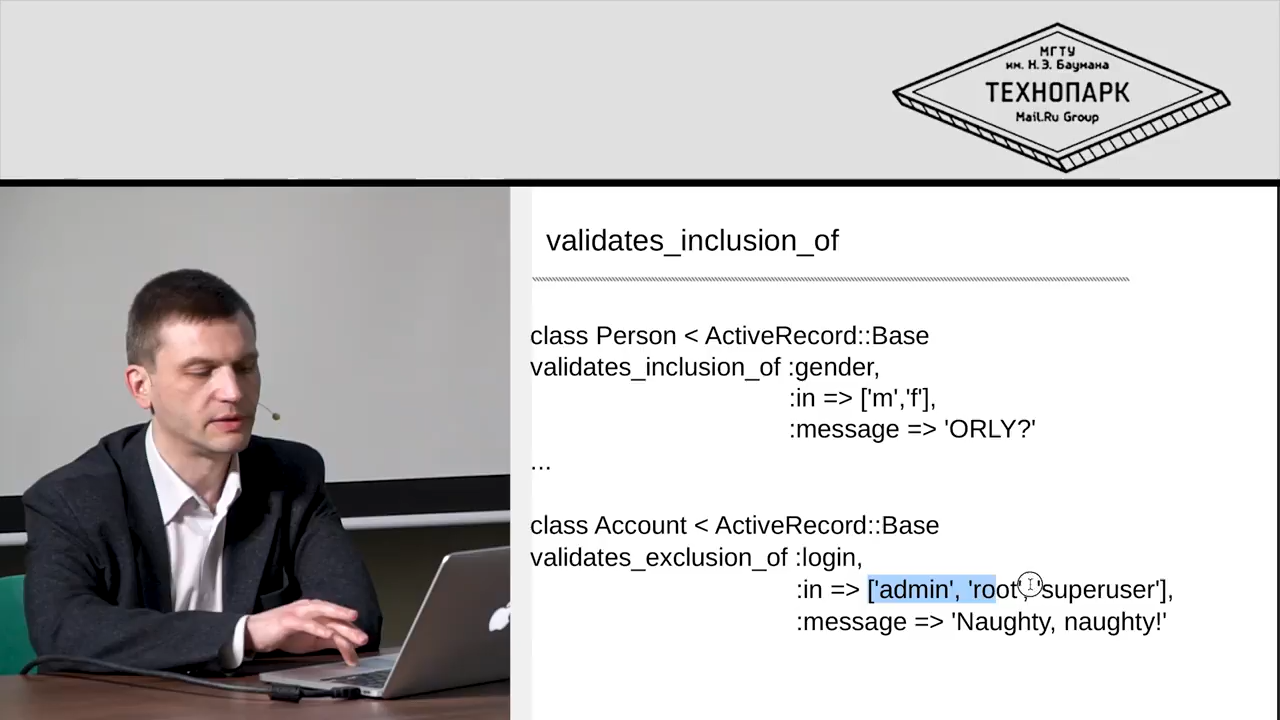 МГТУ
им. Н.Э. Баумана
ТЕХНОПАРК
Mail.Ru Group
validates_inclusion_of
class Person < ActiveRecord::Base
validates_inclusion_of :gender,
:in => ['m','f'],
:message => 'ORLY?'
...
class Account < ActiveRecord::Base
validates_exclusion_of :login,
:in => ['admin', 'root', 'superuser'],
:message => 'Naughty, naughty!'